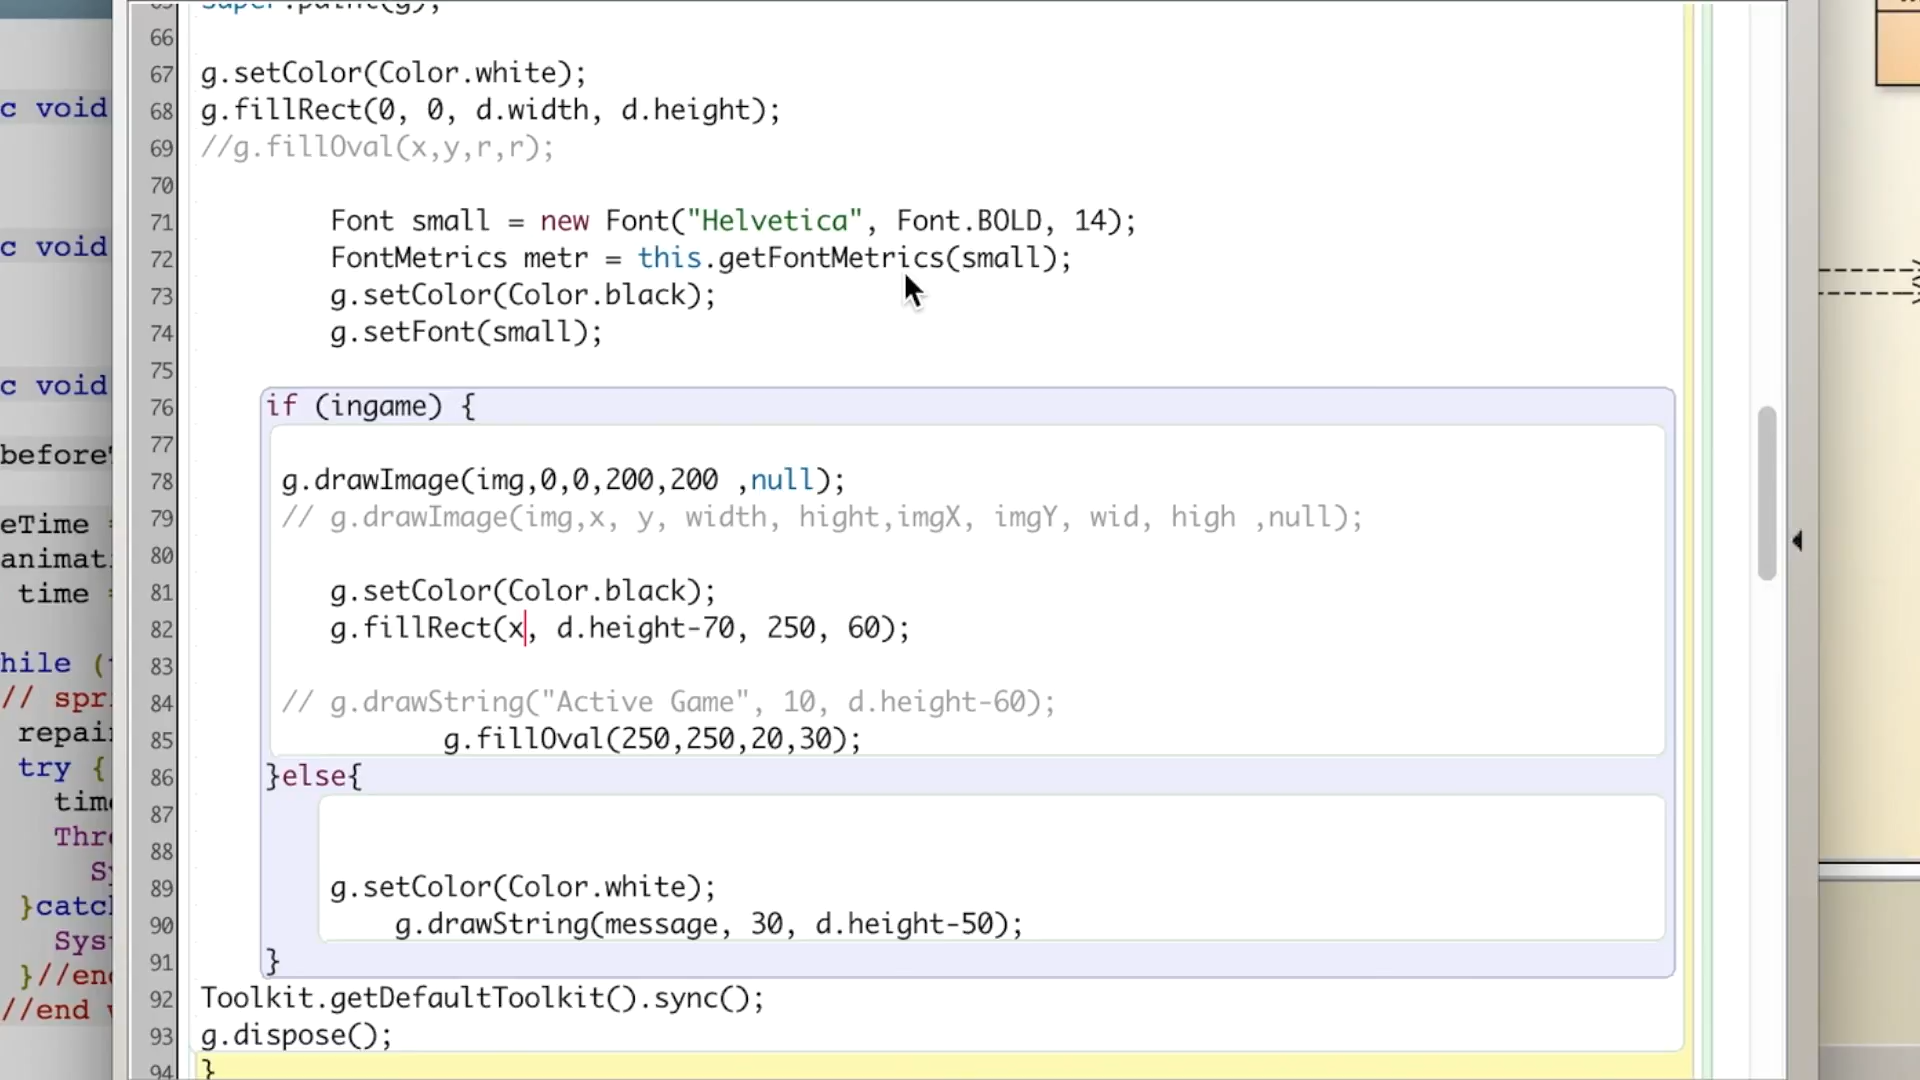 65 super.paint(g);
66
67 g.setColor(Color.white);
68 g.fillRect(0, 0, d.width, d.height);
69 //g.fillOval(x,y,r,r);
70
71 Font small = new Font("Helvetica", Font.BOLD, 14);
72 FontMetrics metr = this.getFontMetrics(small);
73 g.setColor(Color.black);
74 g.setFont(small);
75
76 if (ingame) {
77
78 g.drawImage(img,0,0,200,200 ,null);
79 // g.drawImage(img,x, y, width, hight,imgX, imgY, wid, high ,null);
80
81 g.setColor(Color.black);
82 g.fillRect(x, d.height-70, 250, 60);
83
84 // g.drawString("Active Game", 10, d.height-60);
85 g.fillOval(250,250,20,30);
86 }else{
87
88
89 g.setColor(Color.white);
90 g.drawString(message, 30, d.height-50);
91 }
92 Toolkit.getDefaultToolkit().sync();
93 g.dispose();
94 }
c void
c void
c void
before
eTime =
animat
time =
hile (
// spr
repai
try {
tim
Thr
S
}catc
Sys
}//en
//end